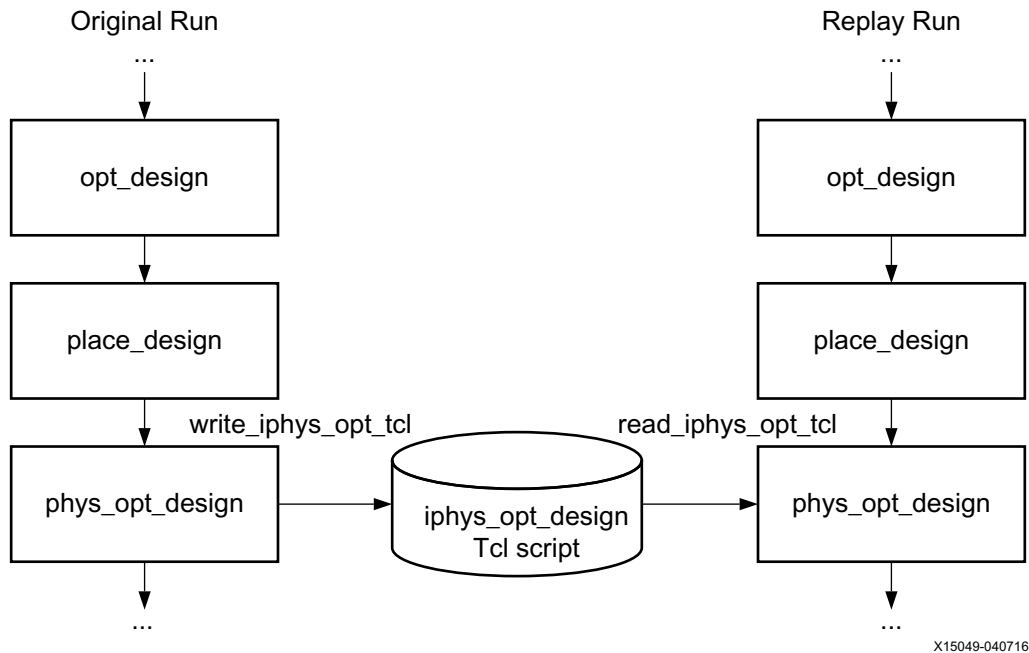 Original Run
...
opt_design
place_design
write_iphys_opt_tcl
phys_opt_design
...
iphys_opt_design
Tcl script
Replay Run
...
opt_design
place_design
read_iphys_opt_tcl
phys_opt_design
...
X15049-040716